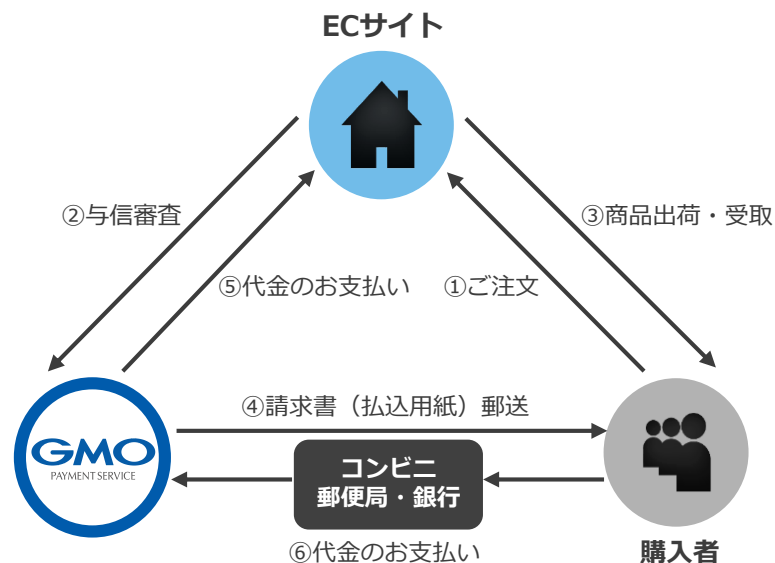 ECサイト
②与信審査
③商品出荷・受取
⑤代金のお支払い
①ご注文
④請求書（払込用紙）郵送
GMO
PAYMENT SERVICE
コンビニ
郵便局・銀行
⑥代金のお支払い
購入者